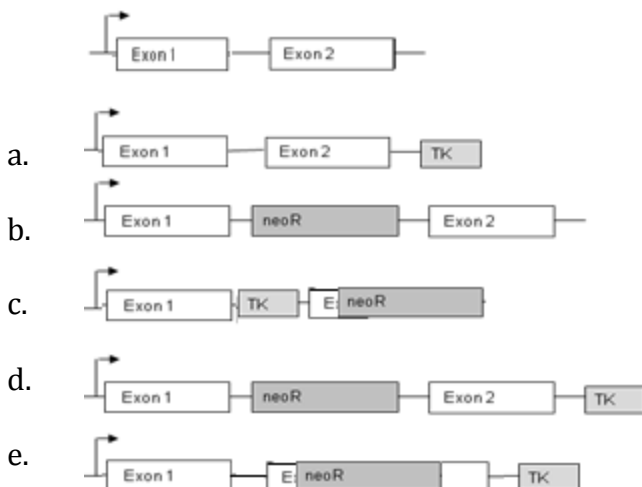 Exon 1 Exon 2
a. Exon 1 Exon 2 TK
b. Exon 1 neoR Exon 2
c. Exon 1 TK E neoR
d. Exon 1 neoR Exon 2 TK
e. Exon 1 E neoR TK